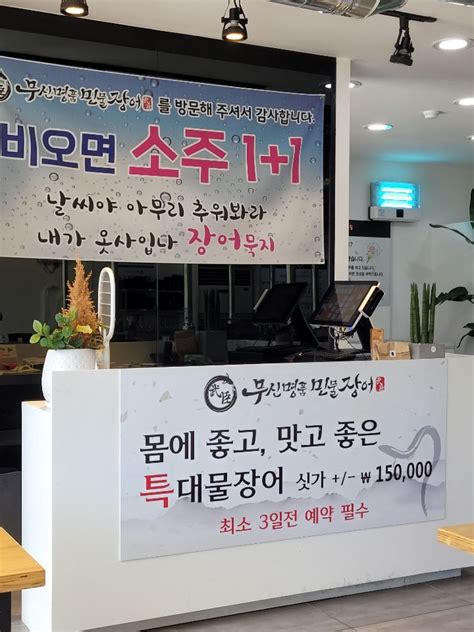 무신명품 민물장어 를 방문해 주셔서 감사합니다.
비오면 소주 1+1
날씨야 아무리 추워봐라
내가 옷사입나 장어묵지
무신명품 민물장어
몸에 좋고, 맛고 좋은
특대물장어 싯가 +/- ₩ 150,000
최소 3일전 예약 필수